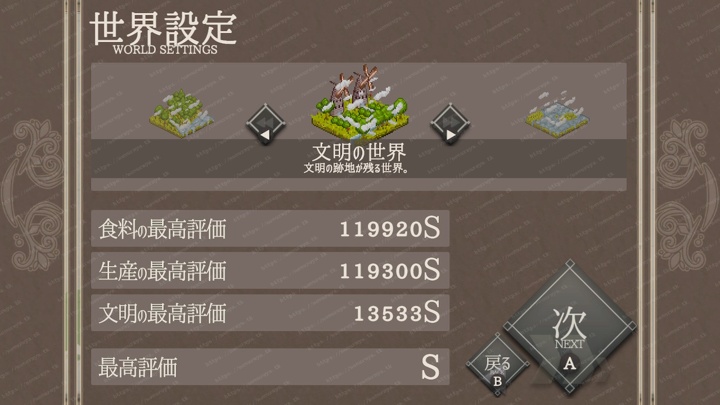 世界設定
WORLD SETTINGS
文明の世界
文明の跡地が残る世界。
食料の最高評価 119920S
生産の最高評価 119300S
文明の最高評価 13533S
最高評価 S
次
NEXT
A
戻る
B